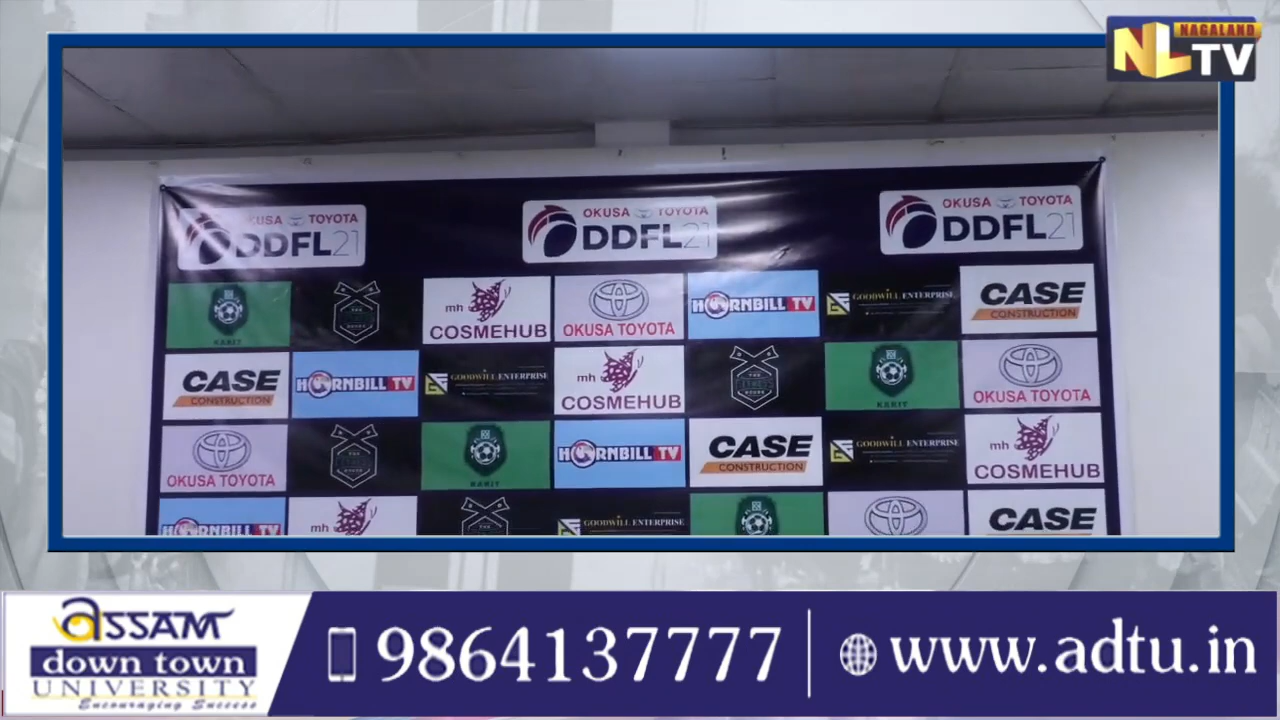 NAGALAND
NLTV
OKUSA TOYOTA
DDFL21
OKUSA TOYOTA
DDFL21
OKUSA TOYOTA
DDFL21
KARIT
mh
COSMEHUB
OKUSA TOYOTA
HORNBILL TV
GOODWILL ENTERPRISE
CASE
CONSTRUCTION
CASE
CONSTRUCTION
HORNBILL TV
GOODWILL ENTERPRISE
mh
COSMEHUB
KARIT
OKUSA TOYOTA
OKUSA TOYOTA
KARIT
HORNBILL TV
CASE
CONSTRUCTION
GOODWILL ENTERPRISE
mh
COSMEHUB
HORNBILL TV
mh
GOODWILL ENTERPRISE
CASE
অSSAM
down town
UNIVERSITY
Encouraging Success
9864137777
www.adtu.in